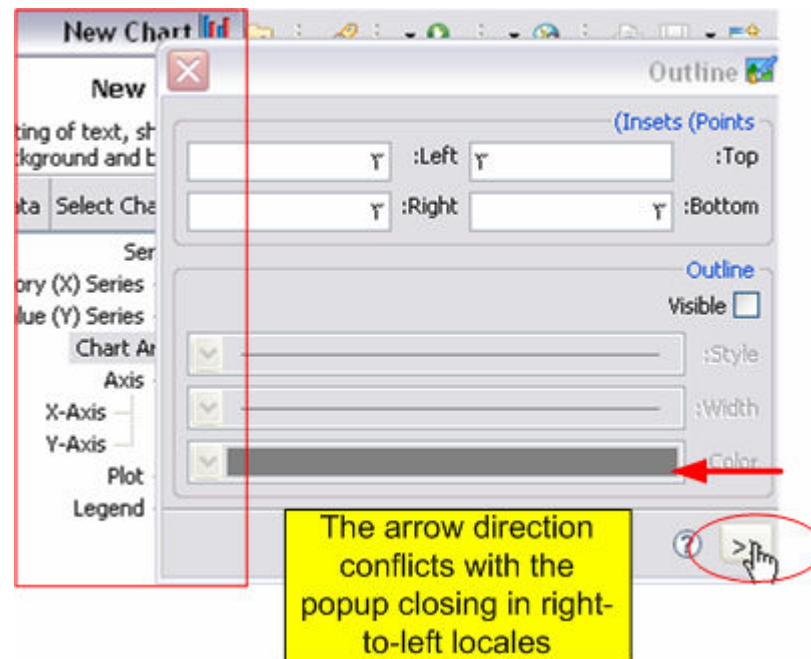 New Chart
Outline
New
ting of text, sh
kground and b
ata Select Cha
Ser
ory (X) Series
lue (Y) Series
Chart Ar
Axis
X-Axis
Y-Axis
Plot
Legend
(Insets (Points
:Top ٣ :Left ٣
:Bottom ٣ :Right ٣
Outline
Visible
:Style
:Width
:Color
? >
The arrow direction
conflicts with the
popup closing in right-
to-left locales